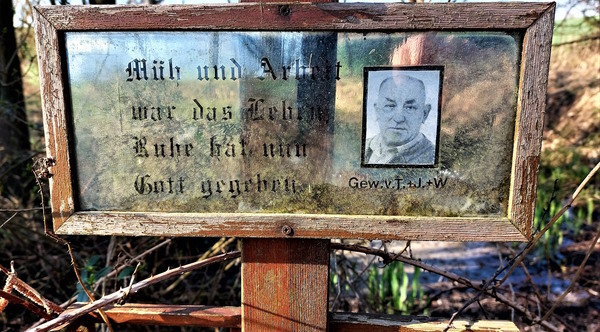 Müh und Arbeit
war das Leben
Ruhe hat nun
Gott gegeben
Gew.v.T.+J.+W